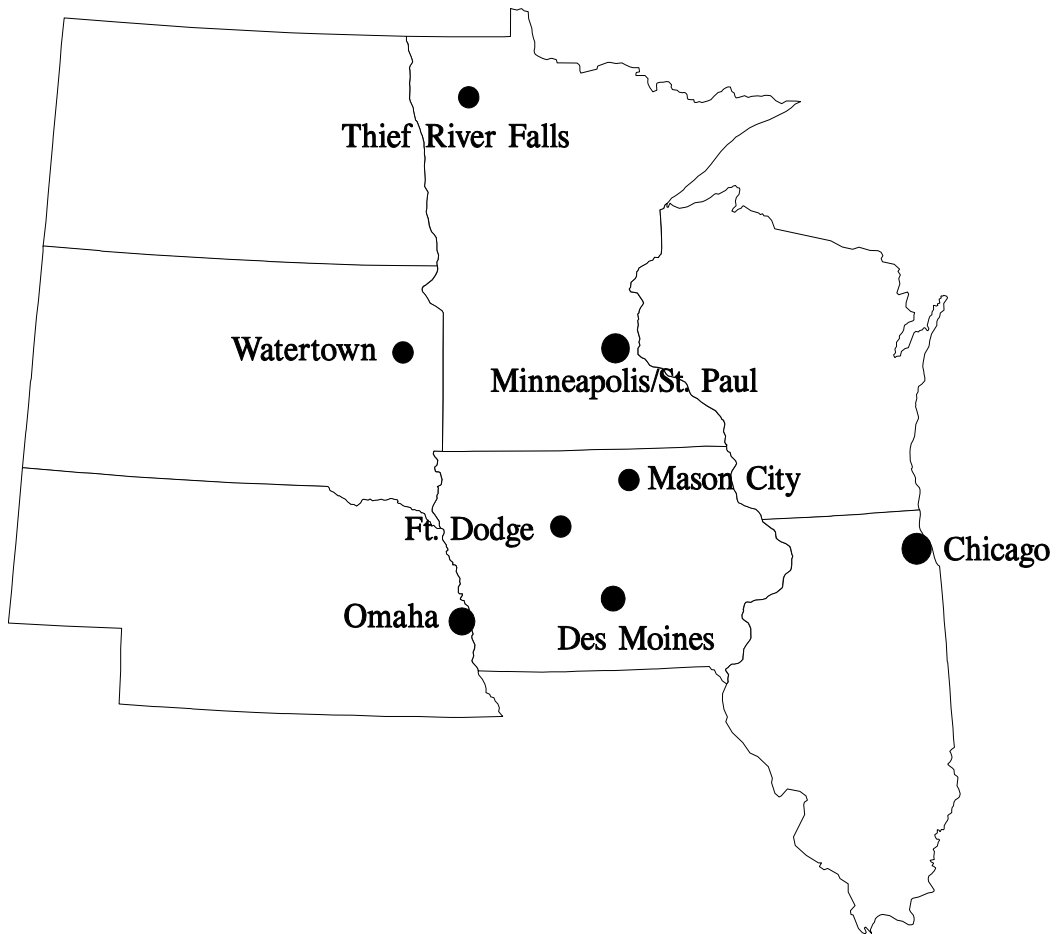 Thief River Falls
Watertown
Minneapolis/St. Paul
Mason City
Ft. Dodge
Chicago
Omaha
Des Moines